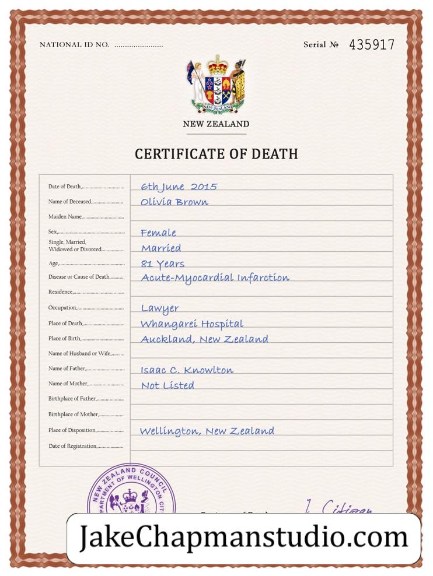 NATIONAL ID NO. ........................
Serial № 435917
NEW ZEALAND
CERTIFICATE OF DEATH
Date of Death, 6th June 2015
Name of Deceased, Olivia Brown
Maiden Name
Sex, Female
Single, Married,
Widowed or Divorced, Married
Age, 81 Years
Disease or Cause of Death Acute-Myocardial Infarction
Residence
Occupation, Lawyer
Place of Death, Whangarei Hospital
Place of Birth, Auckland, New Zealand
Name of Husband or Wife
Name of Father, Isaac C. Knowlton
Name of Mother, Not Listed
Birthplace of Father,
Birthplace of Mother
Place of Disposition Wellington, New Zealand
Date of Registration,
NEW ZEALAND COUNCIL
DEPARTMENT OF WELLINGTON CITY
J. Citizen
JakeChapmanstudio.com